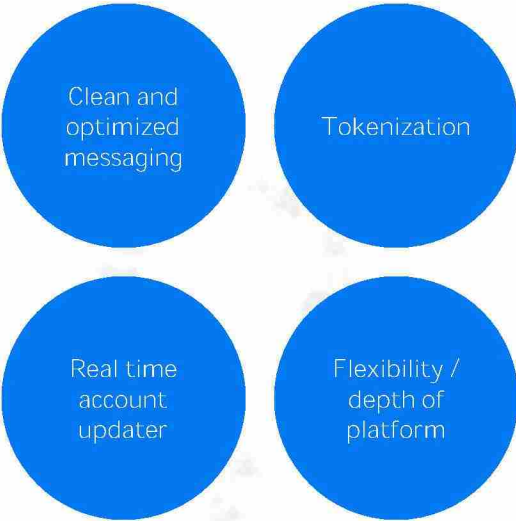 Clean and
optimized
messaging
Tokenization
Real time
account
updater
Flexibility /
depth of
platform